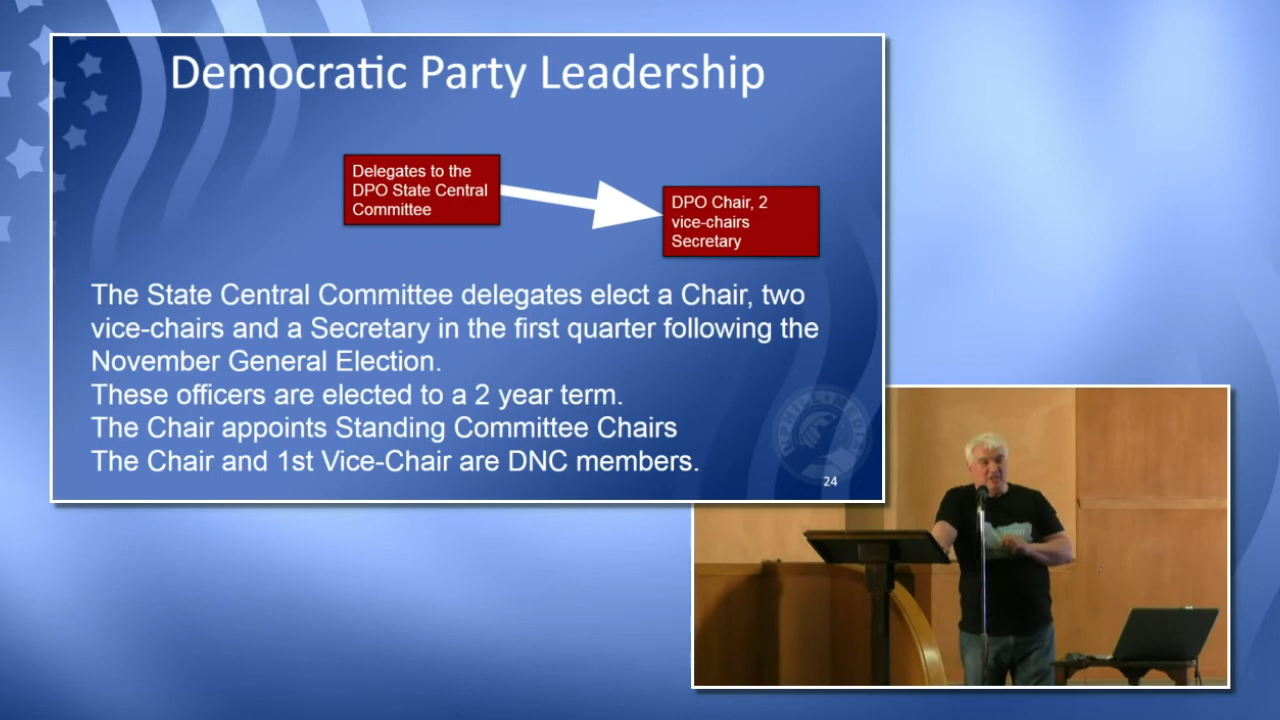 Democratic Party Leadership
Delegates to the
DPO State Central
Committee
DPO Chair, 2
vice-chairs
Secretary
The State Central Committee delegates elect a Chair, two
vice-chairs and a Secretary in the first quarter following the
November General Election.
These officers are elected to a 2 year term.
The Chair appoints Standing Committee Chairs
The Chair and 1st Vice-Chair are DNC members.
24